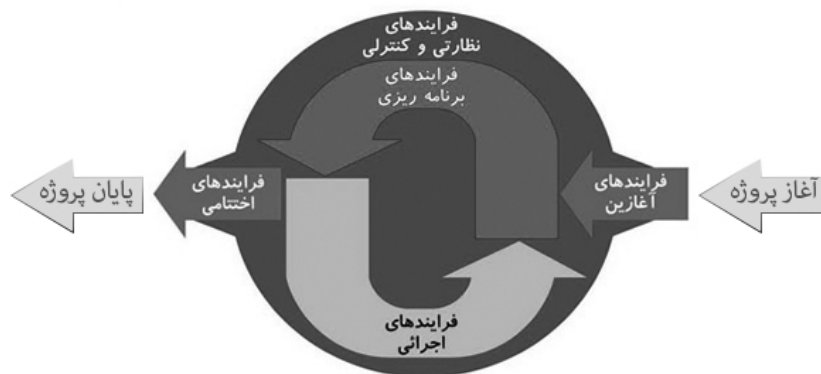 فرایندهای
نظارتی و کنترلی
فرایندهای
برنامه ریزی
آغاز پروژه
فرایندهای
آغازین
فرایندهای
اختتامی
پایان پروژه
فرایندهای
اجرائی